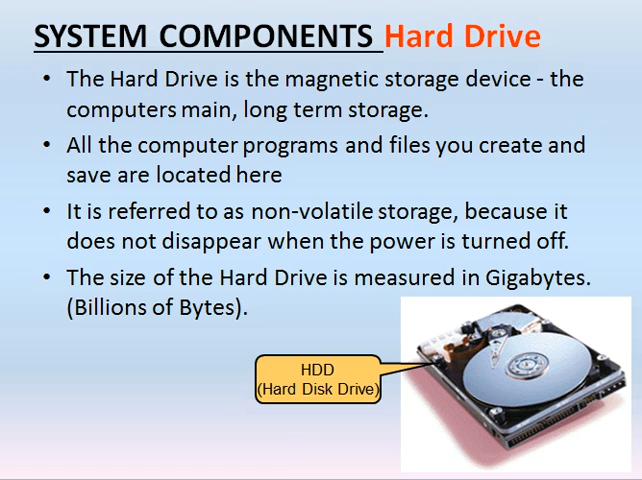 SYSTEM COMPONENTS Hard Drive
• The Hard Drive is the magnetic storage device - the
computers main, long term storage.
• All the computer programs and files you create and
save are located here
• It is referred to as non-volatile storage, because it
does not disappear when the power is turned off.
• The size of the Hard Drive is measured in Gigabytes.
(Billions of Bytes).
HDD
(Hard Disk Drive)